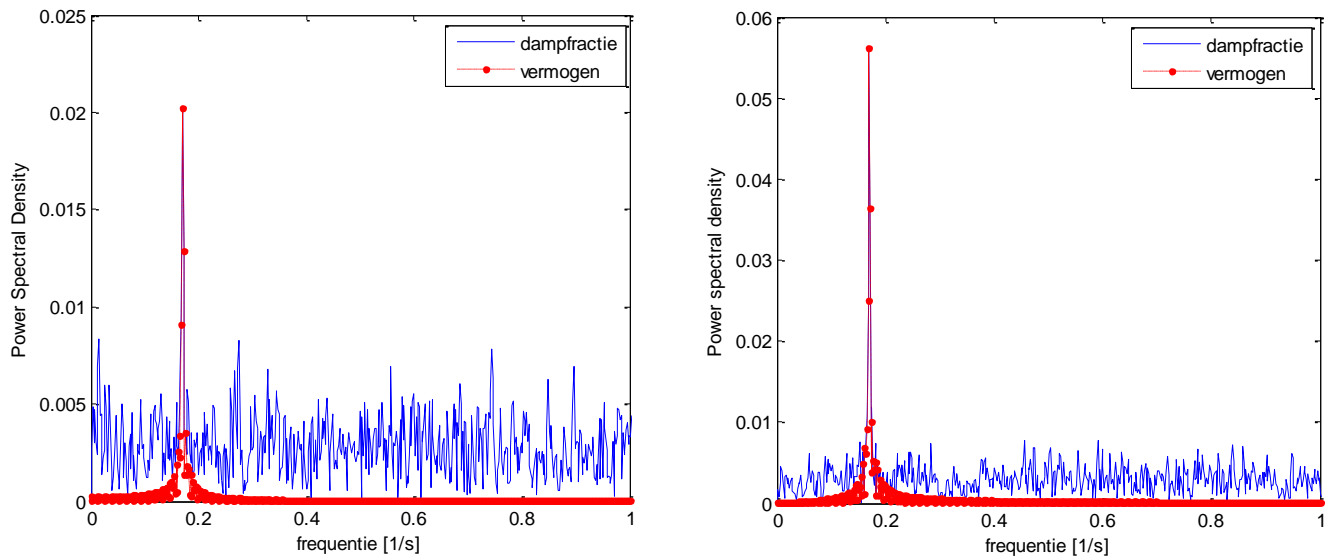 0.025
0.02
0.015
0.01
0.005
0
0 0.2 0.4 0.6 0.8 1
Power Spectral Density
frequentie [1/s]
dampfractie
vermogen
0.06
0.05
0.04
0.03
0.02
0.01
0
0 0.2 0.4 0.6 0.8 1
Power spectral density
frequentie [1/s]
dampfractie
vermogen